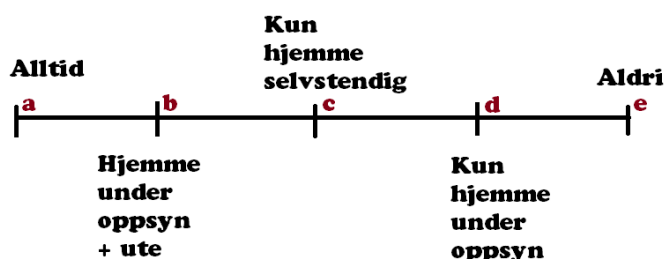 Alltid
a
Hjemme
under
oppsyn
+ ute
b
Kun
hjemme
selvstendig
c
Kun
hjemme
under
oppsyn
d
Aldri
e